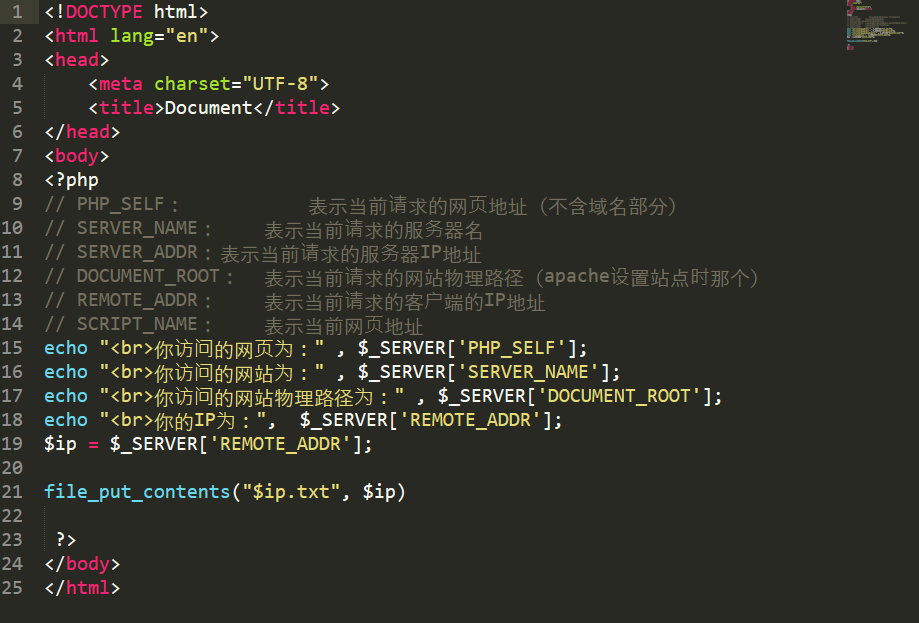 1 <!DOCTYPE html>
2 <html lang="en">
3 <head>
4     <meta charset="UTF-8">
5     <title>Document</title>
6 </head>
7 <body>
8 <?php
9 // PHP_SELF：            表示当前请求的网页地址（不含域名部分）
10 // SERVER_NAME：     表示当前请求的服务器名
11 // SERVER_ADDR：表示当前请求的服务器IP地址
12 // DOCUMENT_ROOT：   表示当前请求的网站物理路径（apache设置站点时那个）
13 // REMOTE_ADDR：     表示当前请求的客户端的IP地址
14 // SCRIPT_NAME：     表示当前网页地址
15 echo "<br>你访问的网页为：" , $_SERVER['PHP_SELF'];
16 echo "<br>你访问的网站为：" , $_SERVER['SERVER_NAME'];
17 echo "<br>你访问的网站物理路径为：" , $_SERVER['DOCUMENT_ROOT'];
18 echo "<br>你的IP为：",  $_SERVER['REMOTE_ADDR'];
19 $ip = $_SERVER['REMOTE_ADDR'];
20
21 file_put_contents("$ip.txt", $ip)
22
23  ?>
24 </body>
25 </html>